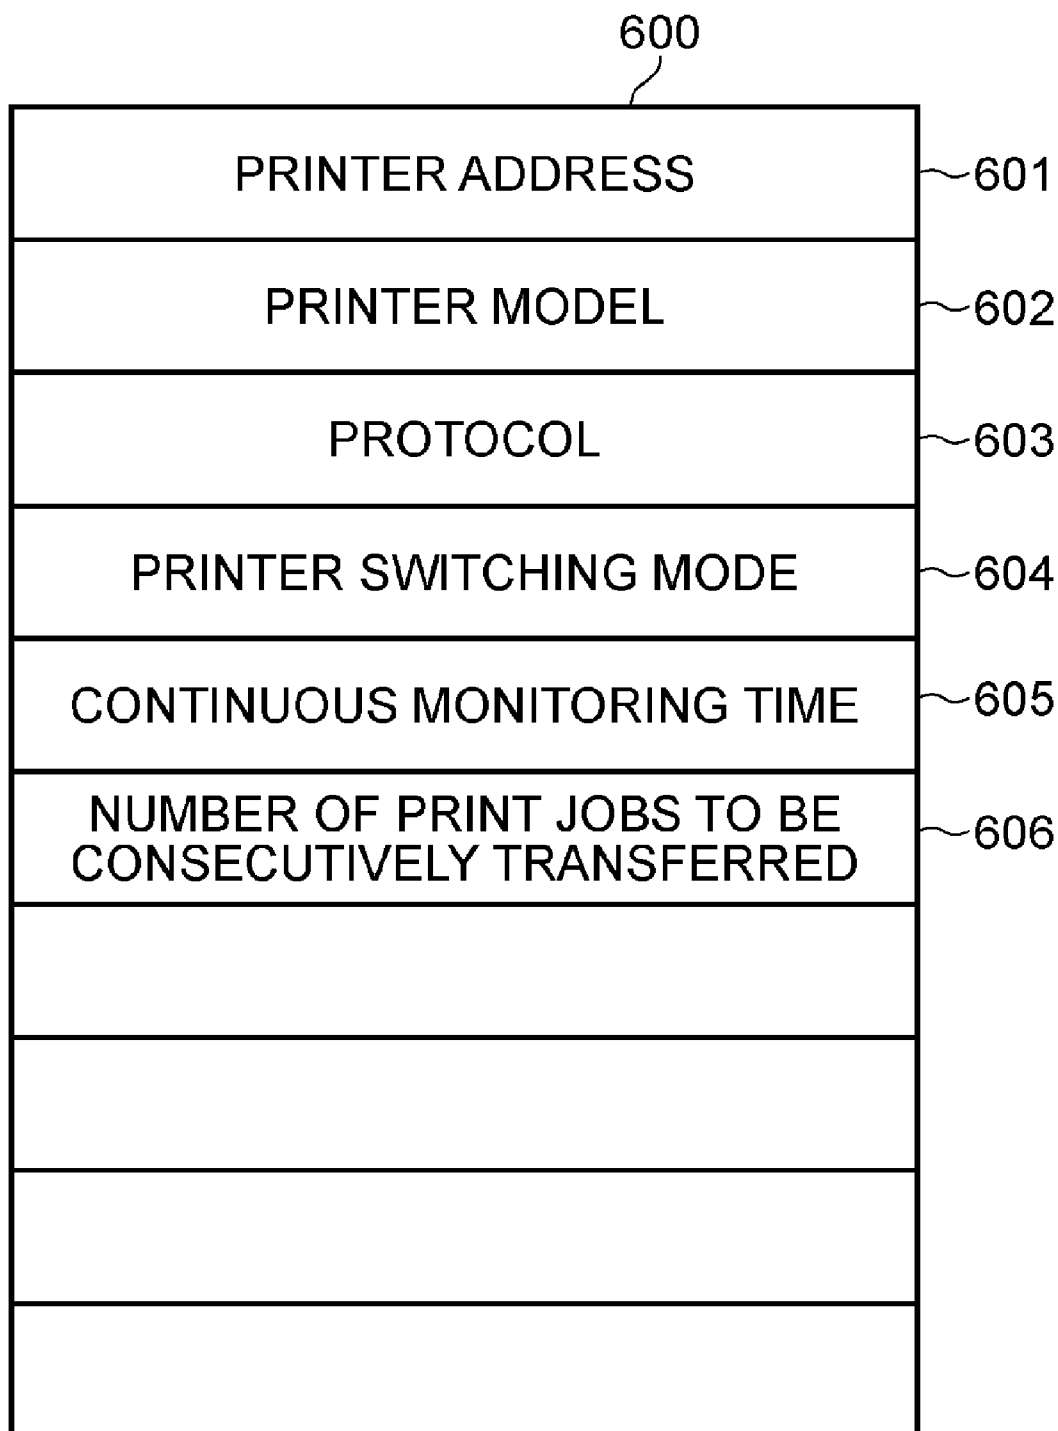 600
PRINTER ADDRESS
601
PRINTER MODEL
602
PROTOCOL
603
PRINTER SWITCHING MODE
604
CONTINUOUS MONITORING TIME
605
NUMBER OF PRINT JOBS TO BE
CONSECUTIVELY TRANSFERRED
606